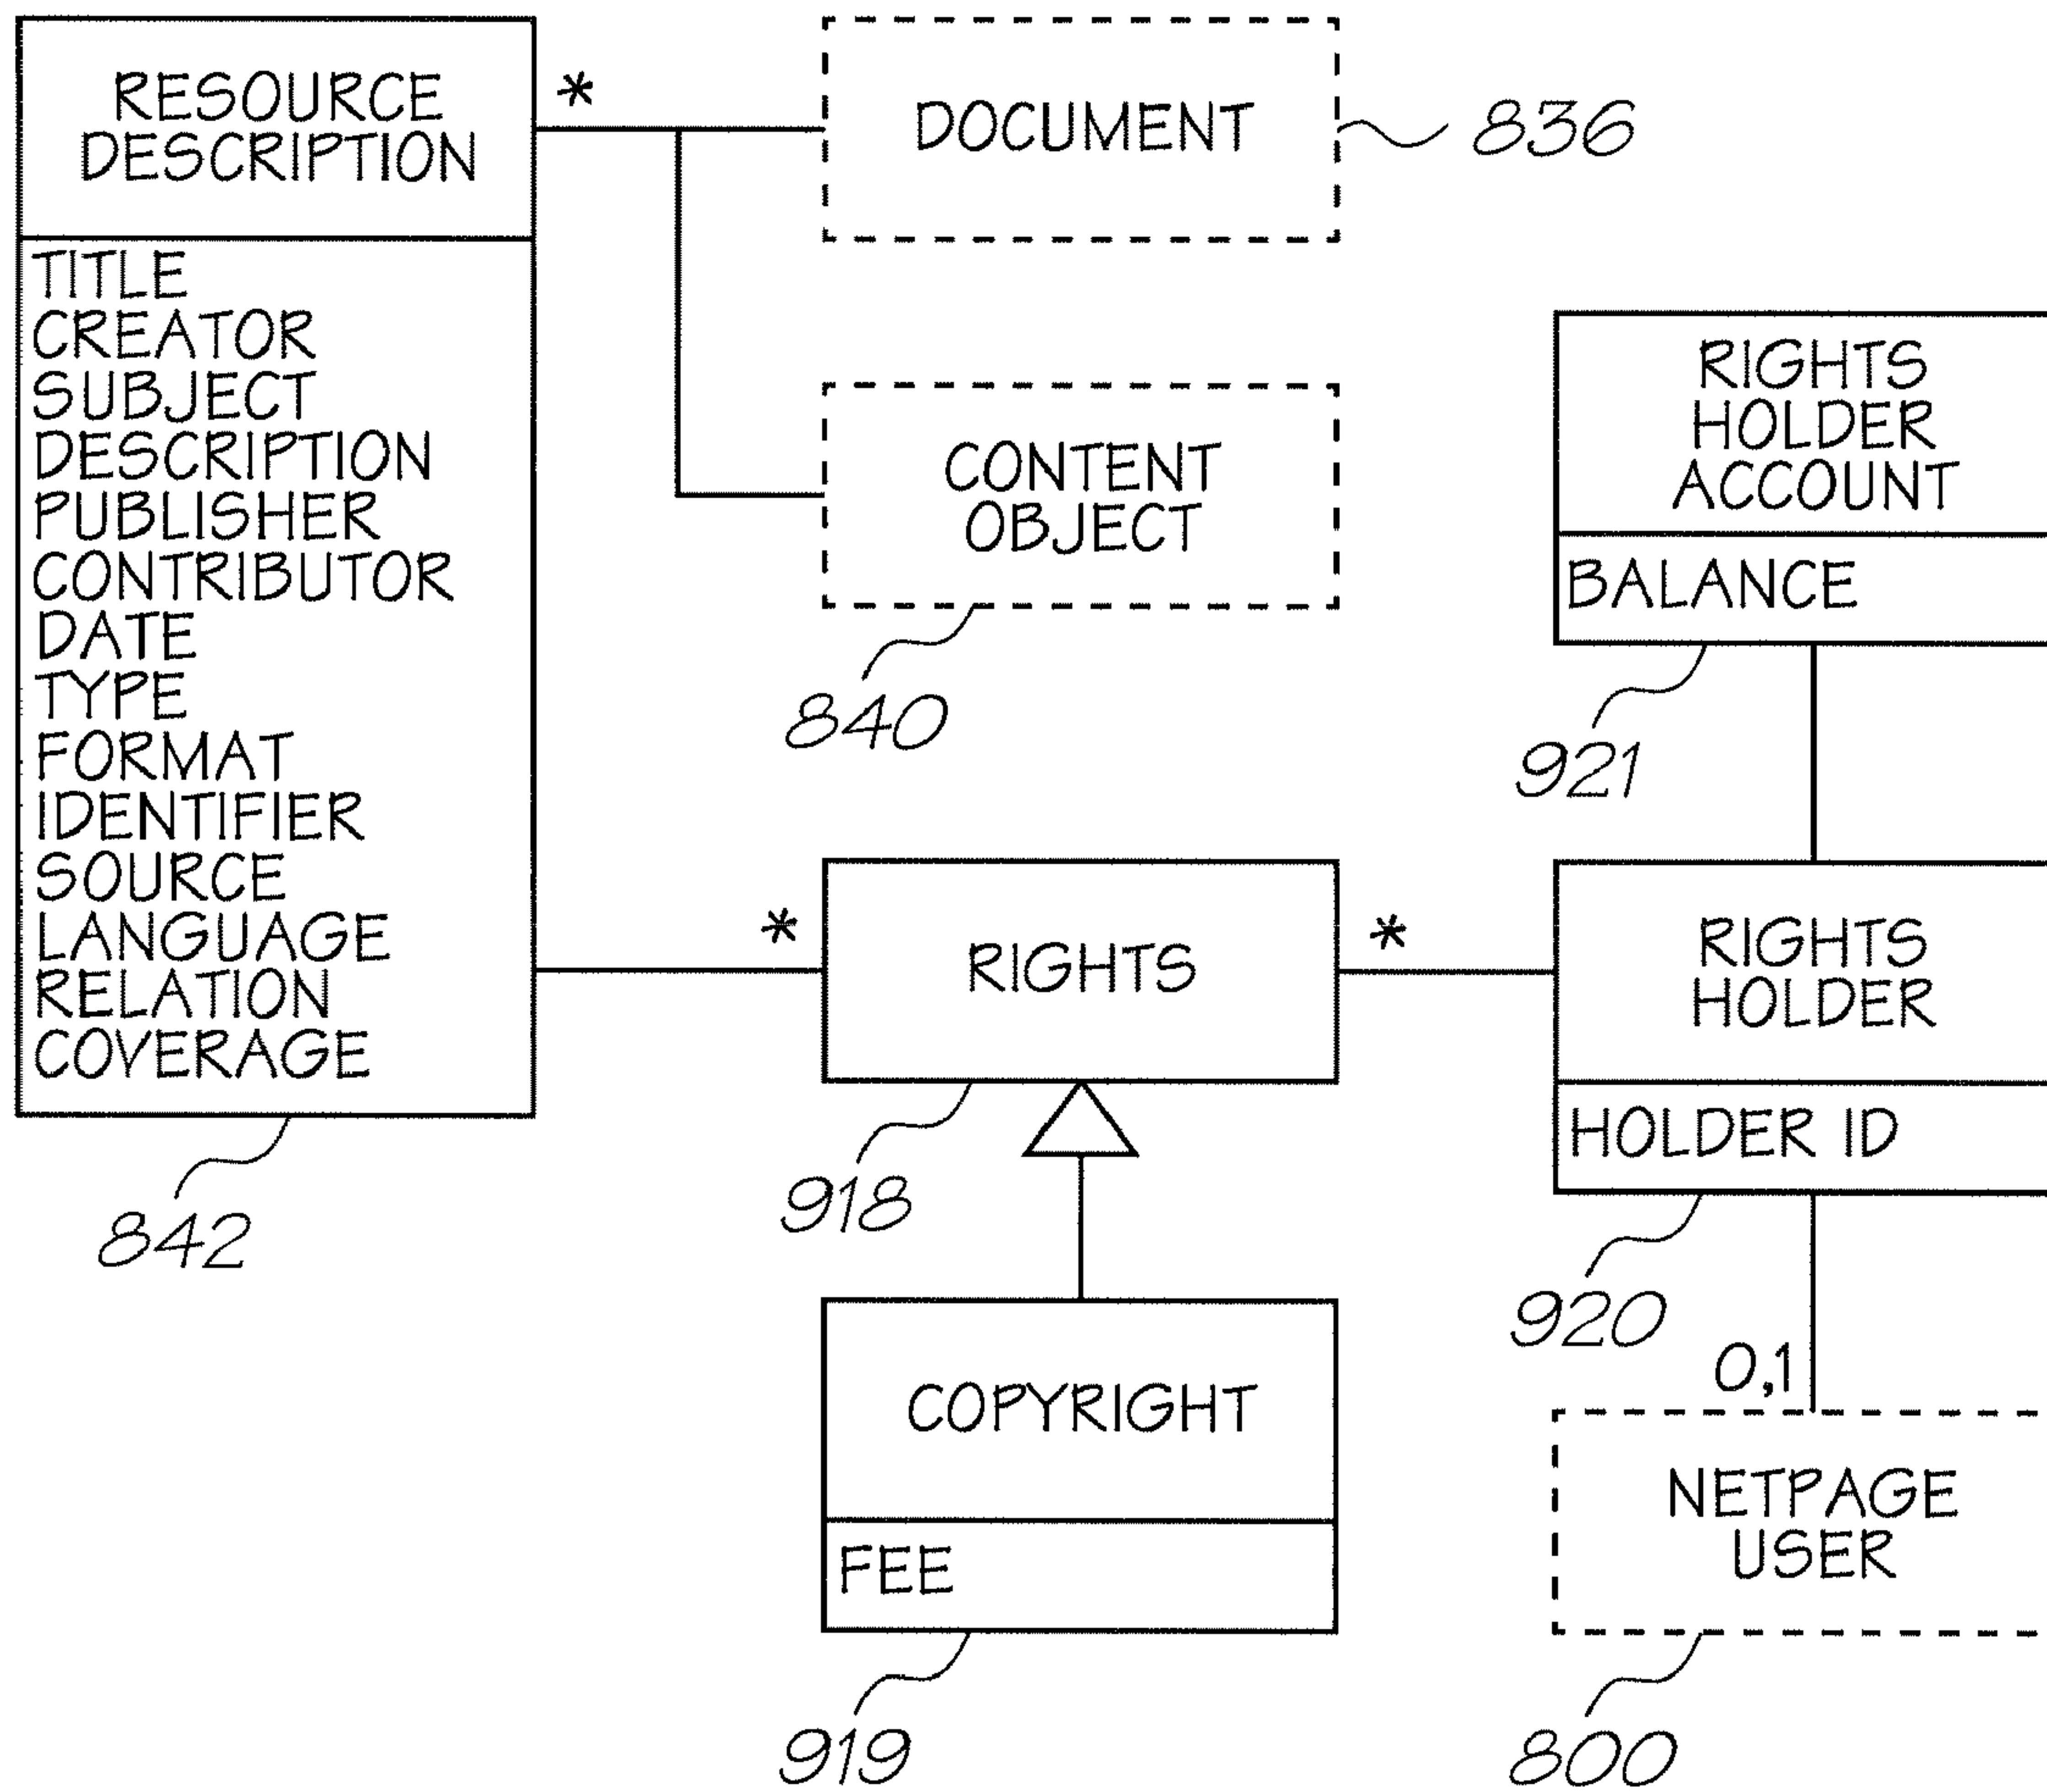 RESOURCE
DESCRIPTION
TITLE
CREATOR
SUBJECT
DESCRIPTION
PUBLISHER
CONTRIBUTOR
DATE
TYPE
FORMAT
IDENTIFIER
SOURCE
LANGUAGE
RELATION
COVERAGE
842
*
DOCUMENT
836
CONTENT
OBJECT
840
RIGHTS
HOLDER
ACCOUNT
BALANCE
921
*
RIGHTS
918
*
RIGHTS
HOLDER
HOLDER ID
920
COPYRIGHT
FEE
919
0,1
NETPAGE
USER
800